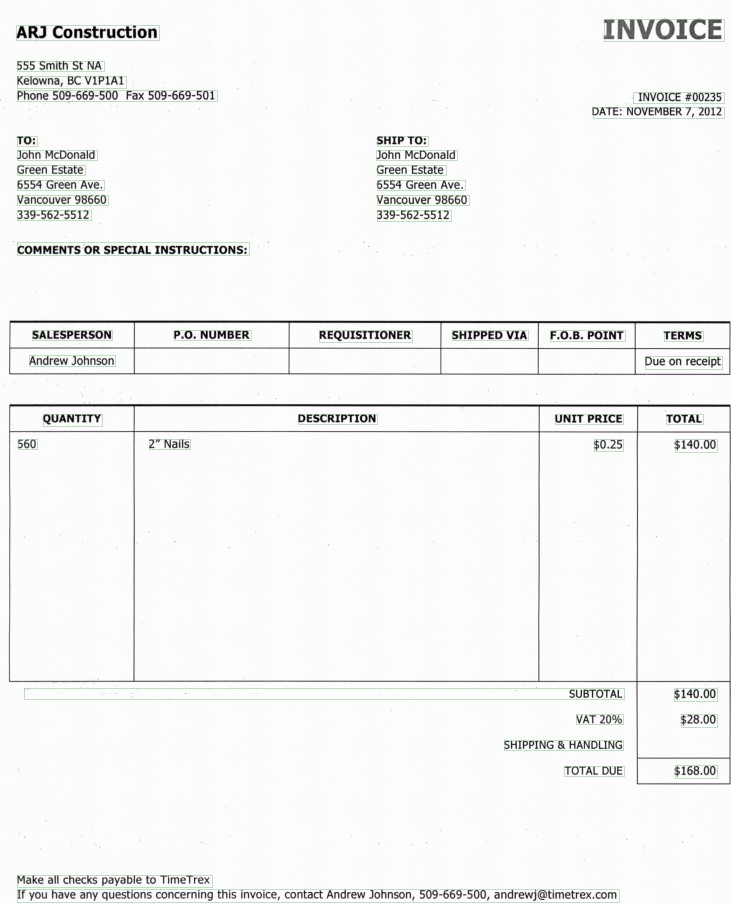 ARJ Construction
INVOICE
555 Smith St NA
Kelowna, BC V1P1A1
Phone 509-669-500 Fax 509-669-501
INVOICE #00235
DATE: NOVEMBER 7, 2012
TO:
John McDonald
Green Estate
6554 Green Ave.
Vancouver 98660
339-562-5512
SHIP TO:
John McDonald
Green Estate
6554 Green Ave.
Vancouver 98660
339-562-5512
COMMENTS OR SPECIAL INSTRUCTIONS:
SALESPERSON P.O. NUMBER REQUISITIONER SHIPPED VIA F.O.B. POINT TERMS
Andrew Johnson Due on receipt
QUANTITY DESCRIPTION UNIT PRICE TOTAL
560 2” Nails $0.25 $140.00
SUBTOTAL $140.00
VAT 20% $28.00
SHIPPING & HANDLING
TOTAL DUE $168.00
Make all checks payable to TimeTrex
If you have any questions concerning this invoice, contact Andrew Johnson, 509-669-500, andrewj@timetrex.com